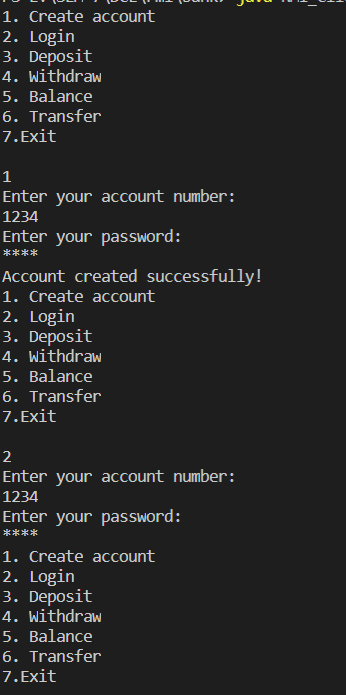 1. Create account
2. Login
3. Deposit
4. Withdraw
5. Balance
6. Transfer
7.Exit
1
Enter your account number:
1234
Enter your password:
****
Account created successfully!
1. Create account
2. Login
3. Deposit
4. Withdraw
5. Balance
6. Transfer
7.Exit
2
Enter your account number:
1234
Enter your password:
****
1. Create account
2. Login
3. Deposit
4. Withdraw
5. Balance
6. Transfer
7.Exit